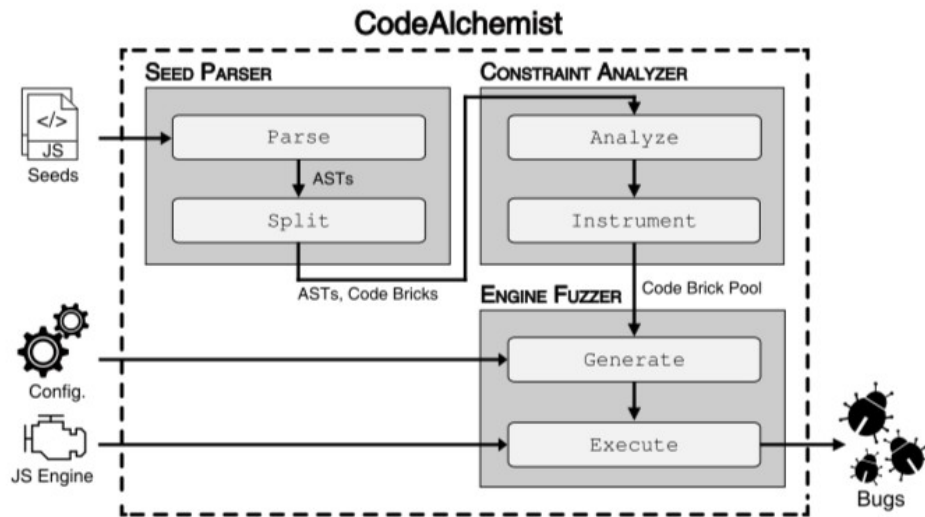 CodeAlchemist
SEED PARSER
CONSTRAINT ANALYZER
</>
JS
Seeds
Parse
Analyze
ASTs
Split
Instrument
ASTs, Code Bricks
Code Brick Pool
ENGINE FUZZER
Config.
Generate
JS Engine
Execute
Bugs